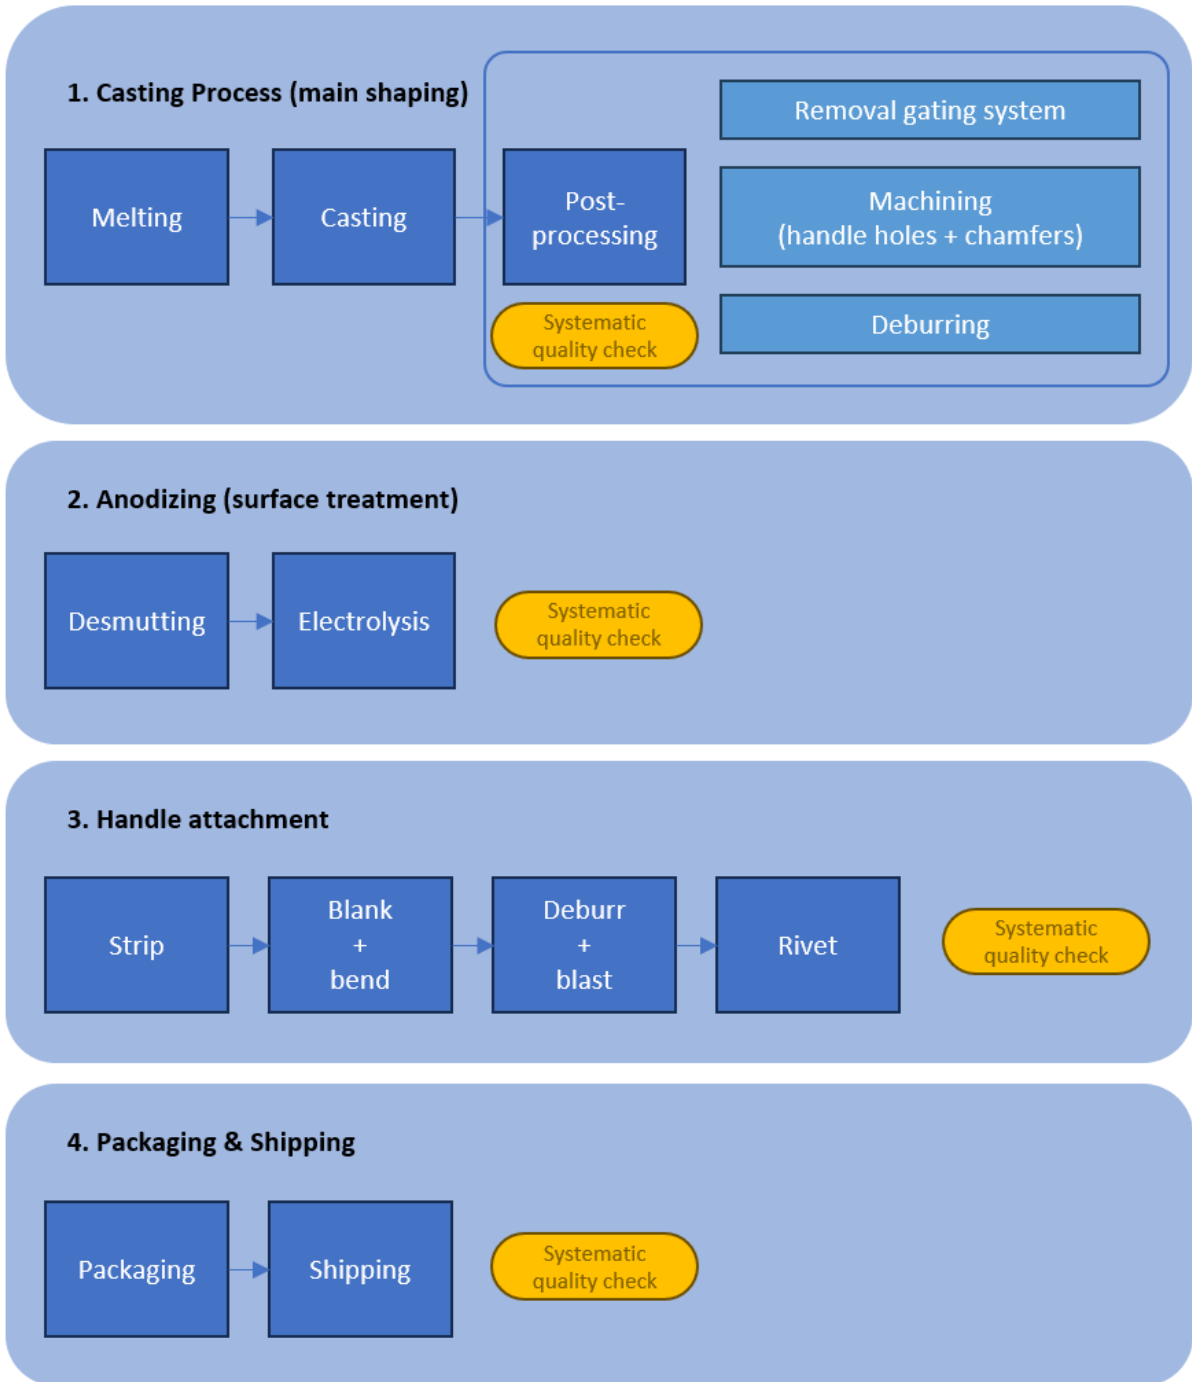 1. Casting Process (main shaping)
Melting
Casting
Post-
processing
Systematic
quality check
Removal gating system
Machining
(handle holes + chamfers)
Deburring
2. Anodizing (surface treatment)
Desmutting
Electrolysis
Systematic
quality check
3. Handle attachment
Strip
Blank
+
bend
Deburr
+
blast
Rivet
Systematic
quality check
4. Packaging & Shipping
Packaging
Shipping
Systematic
quality check